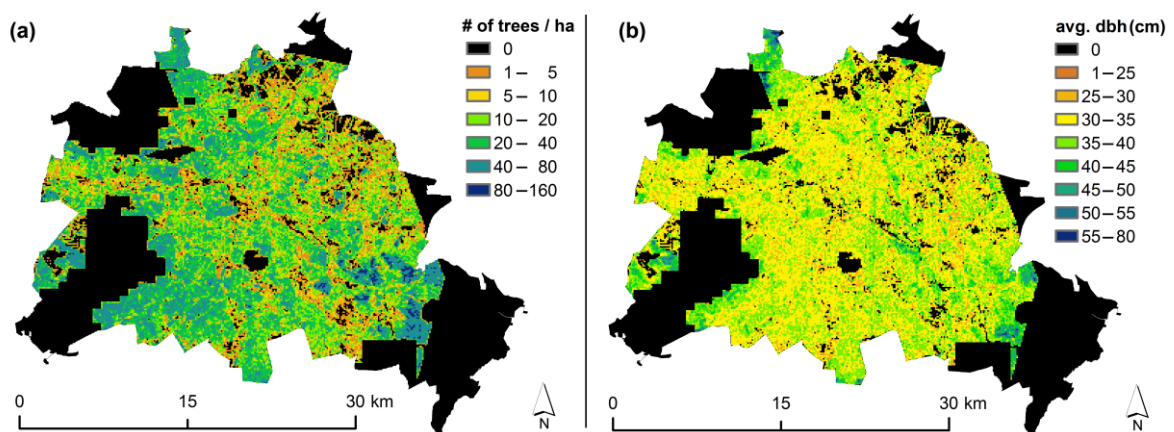 (a)
# of trees / ha
0
1 – 5
5 – 10
10 – 20
20 – 40
40 – 80
80 – 160
0 15 30 km
N
(b)
avg. dbh (cm)
0
1 – 25
25 – 30
30 – 35
35 – 40
40 – 45
45 – 50
50 – 55
55 – 80
0 15 30 km
N